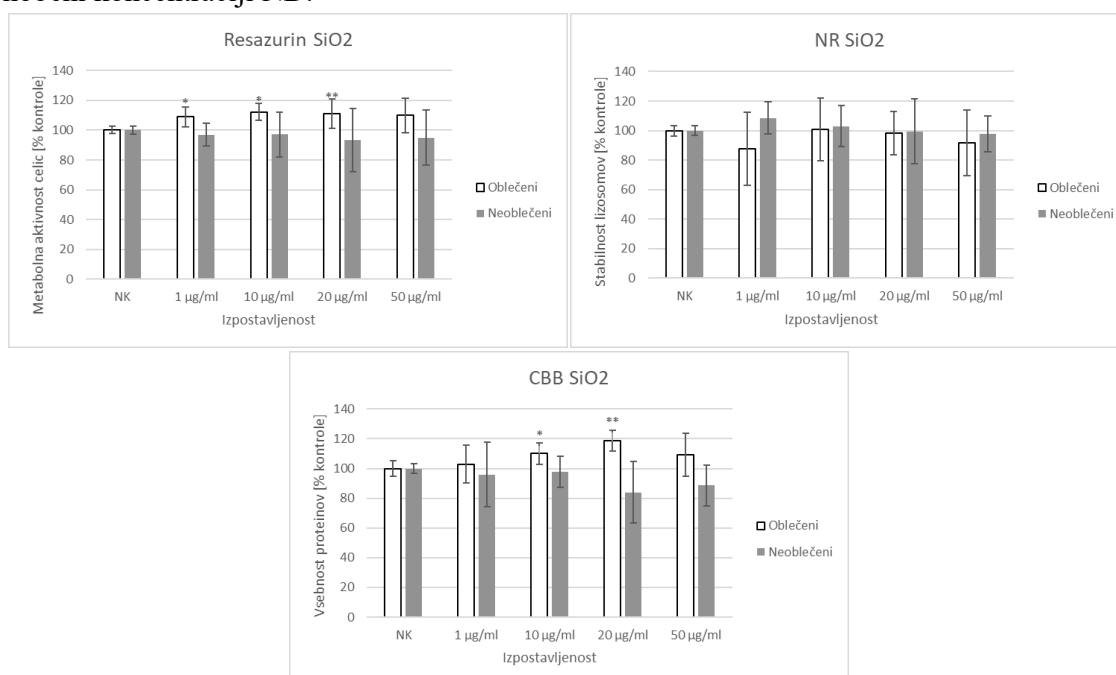 Resazurin SiO2
Metabolna aktivnost celic [% kontrole]
140
120
100
80
60
40
20
0
*
*
**
NK
1 µg/ml
10 µg/ml
20 µg/ml
50 µg/ml
Izpostavljenost
Oblečeni
Neoblečeni
NR SiO2
Stabilnost lizosomov [% kontrole]
140
120
100
80
60
40
20
0
NK
1 µg/ml
10 µg/ml
20 µg/ml
50 µg/ml
Izpostavljenost
Oblečeni
Neoblečeni
CBB SiO2
Vsebnost proteinov [% kontrole]
140
120
100
80
60
40
20
0
*
**
NK
1 µg/ml
10 µg/ml
20 µg/ml
50 µg/ml
Izpostavljenost
Oblečeni
Neoblečeni